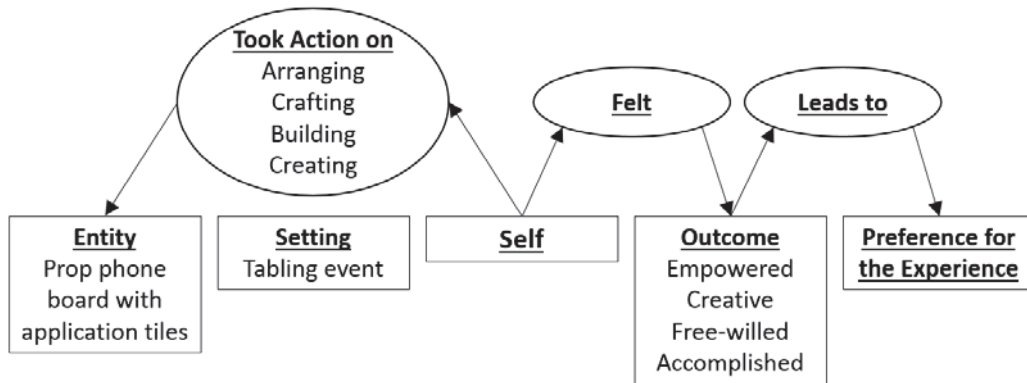 Took Action on
Arranging
Crafting
Building
Creating
Felt
Leads to
Entity
Prop phone
board with
application tiles
Setting
Tabling event
Self
Outcome
Empowered
Creative
Free-willed
Accomplished
Preference for
the Experience